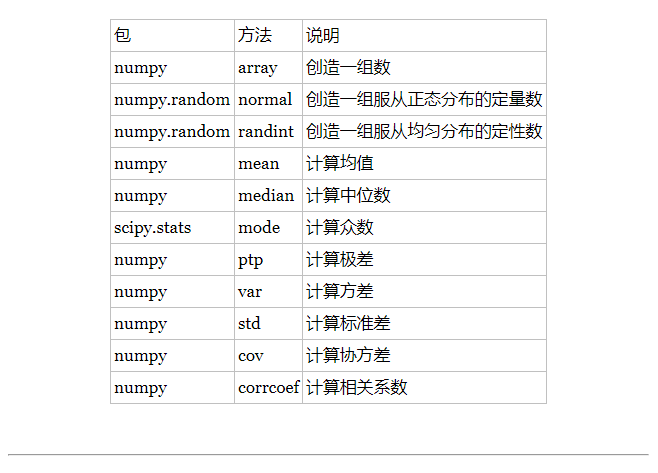 包 方法 说明
numpy array 创造一组数
numpy.random normal 创造一组服从正态分布的定量数
numpy.random randint 创造一组服从均匀分布的定性数
numpy mean 计算均值
numpy median 计算中位数
scipy.stats mode 计算众数
numpy ptp 计算极差
numpy var 计算方差
numpy std 计算标准差
numpy cov 计算协方差
numpy corrcoef 计算相关系数